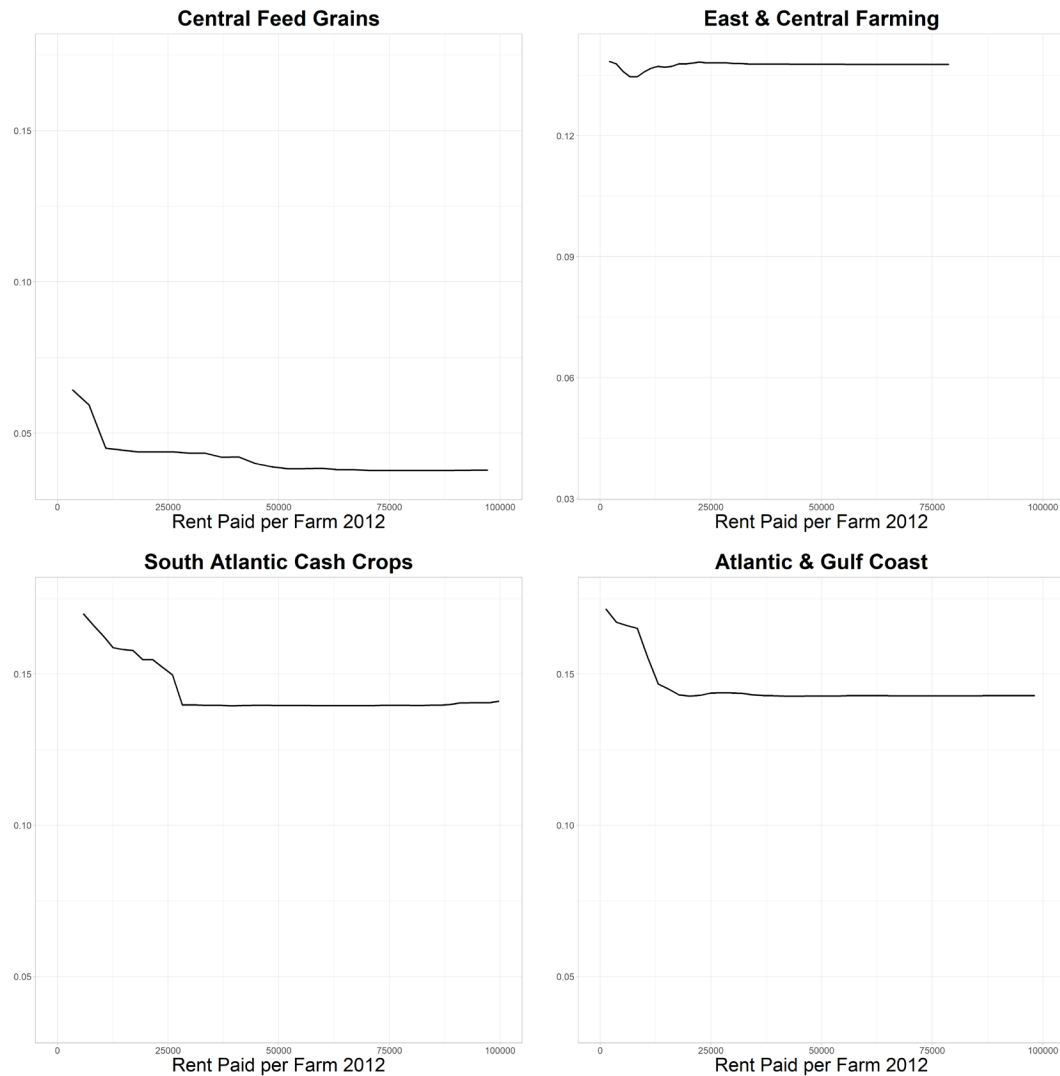 Central Feed Grains
0.15
0.10
0.05
0 25000 50000 75000 100000
Rent Paid per Farm 2012
East & Central Farming
0.12
0.09
0.06
0.03
0 25000 50000 75000 100000
Rent Paid per Farm 2012
South Atlantic Cash Crops
0.15
0.10
0.05
0 25000 50000 75000 100000
Rent Paid per Farm 2012
Atlantic & Gulf Coast
0.15
0.10
0.05
0 25000 50000 75000 100000
Rent Paid per Farm 2012